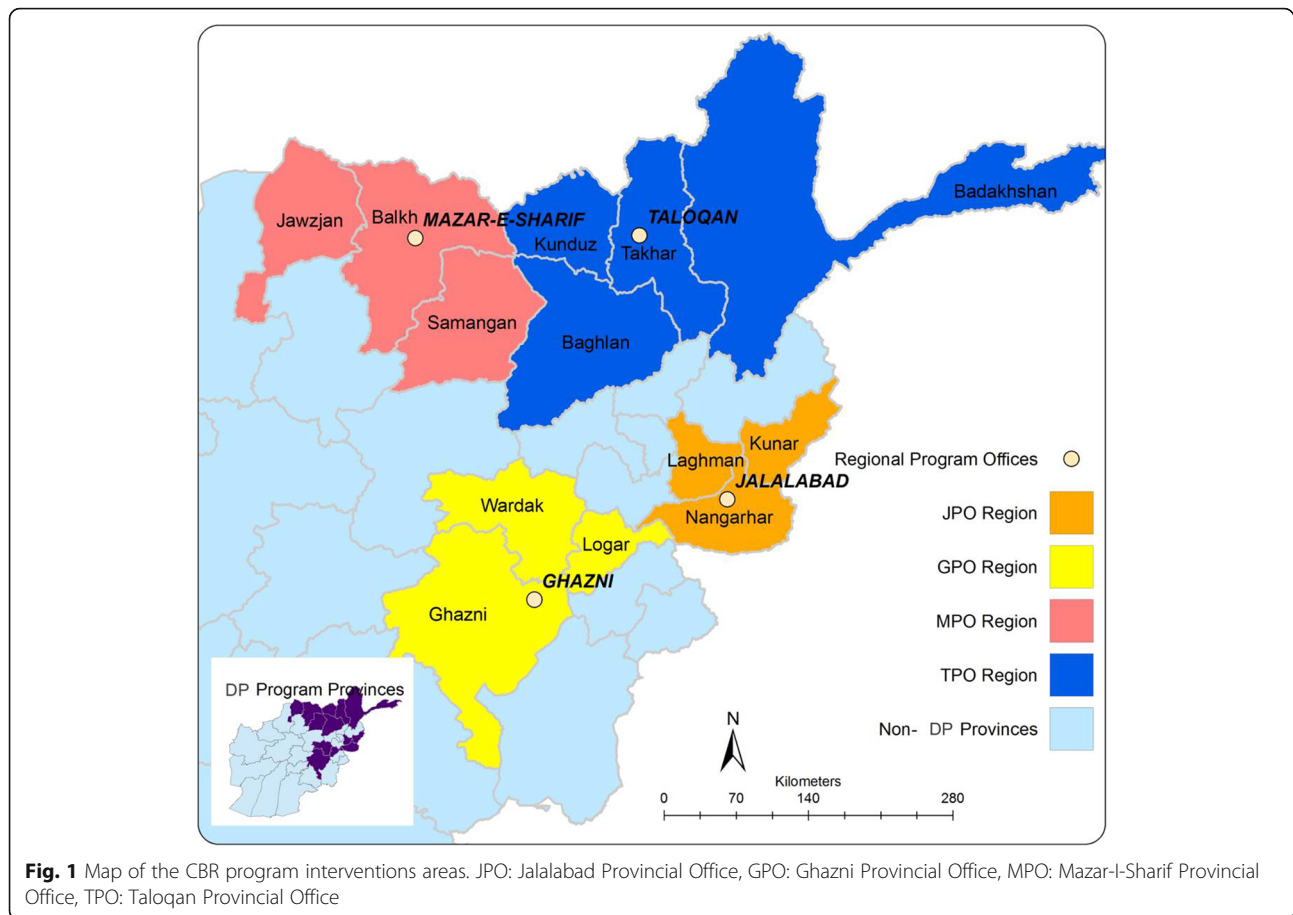 Badakhshan
Jawzjan
Balkh MAZAR-E-SHARIF
TALOQAN
Kunduz
Takhar
Samangan
Baghlan
Kunar
Laghman
JALALABAD
Nangarhar
Wardak
Logar
GHAZNI
Ghazni
Regional Program Offices
JPO Region
GPO Region
MPO Region
TPO Region
Non- DP Provinces
DP Program Provinces
N
Kilometers
0 70 140 280
Fig. 1 Map of the CBR program interventions areas. JPO: Jalalabad Provincial Office, GPO: Ghazni Provincial Office, MPO: Mazar-I-Sharif Provincial
Office, TPO: Taloqan Provincial Office